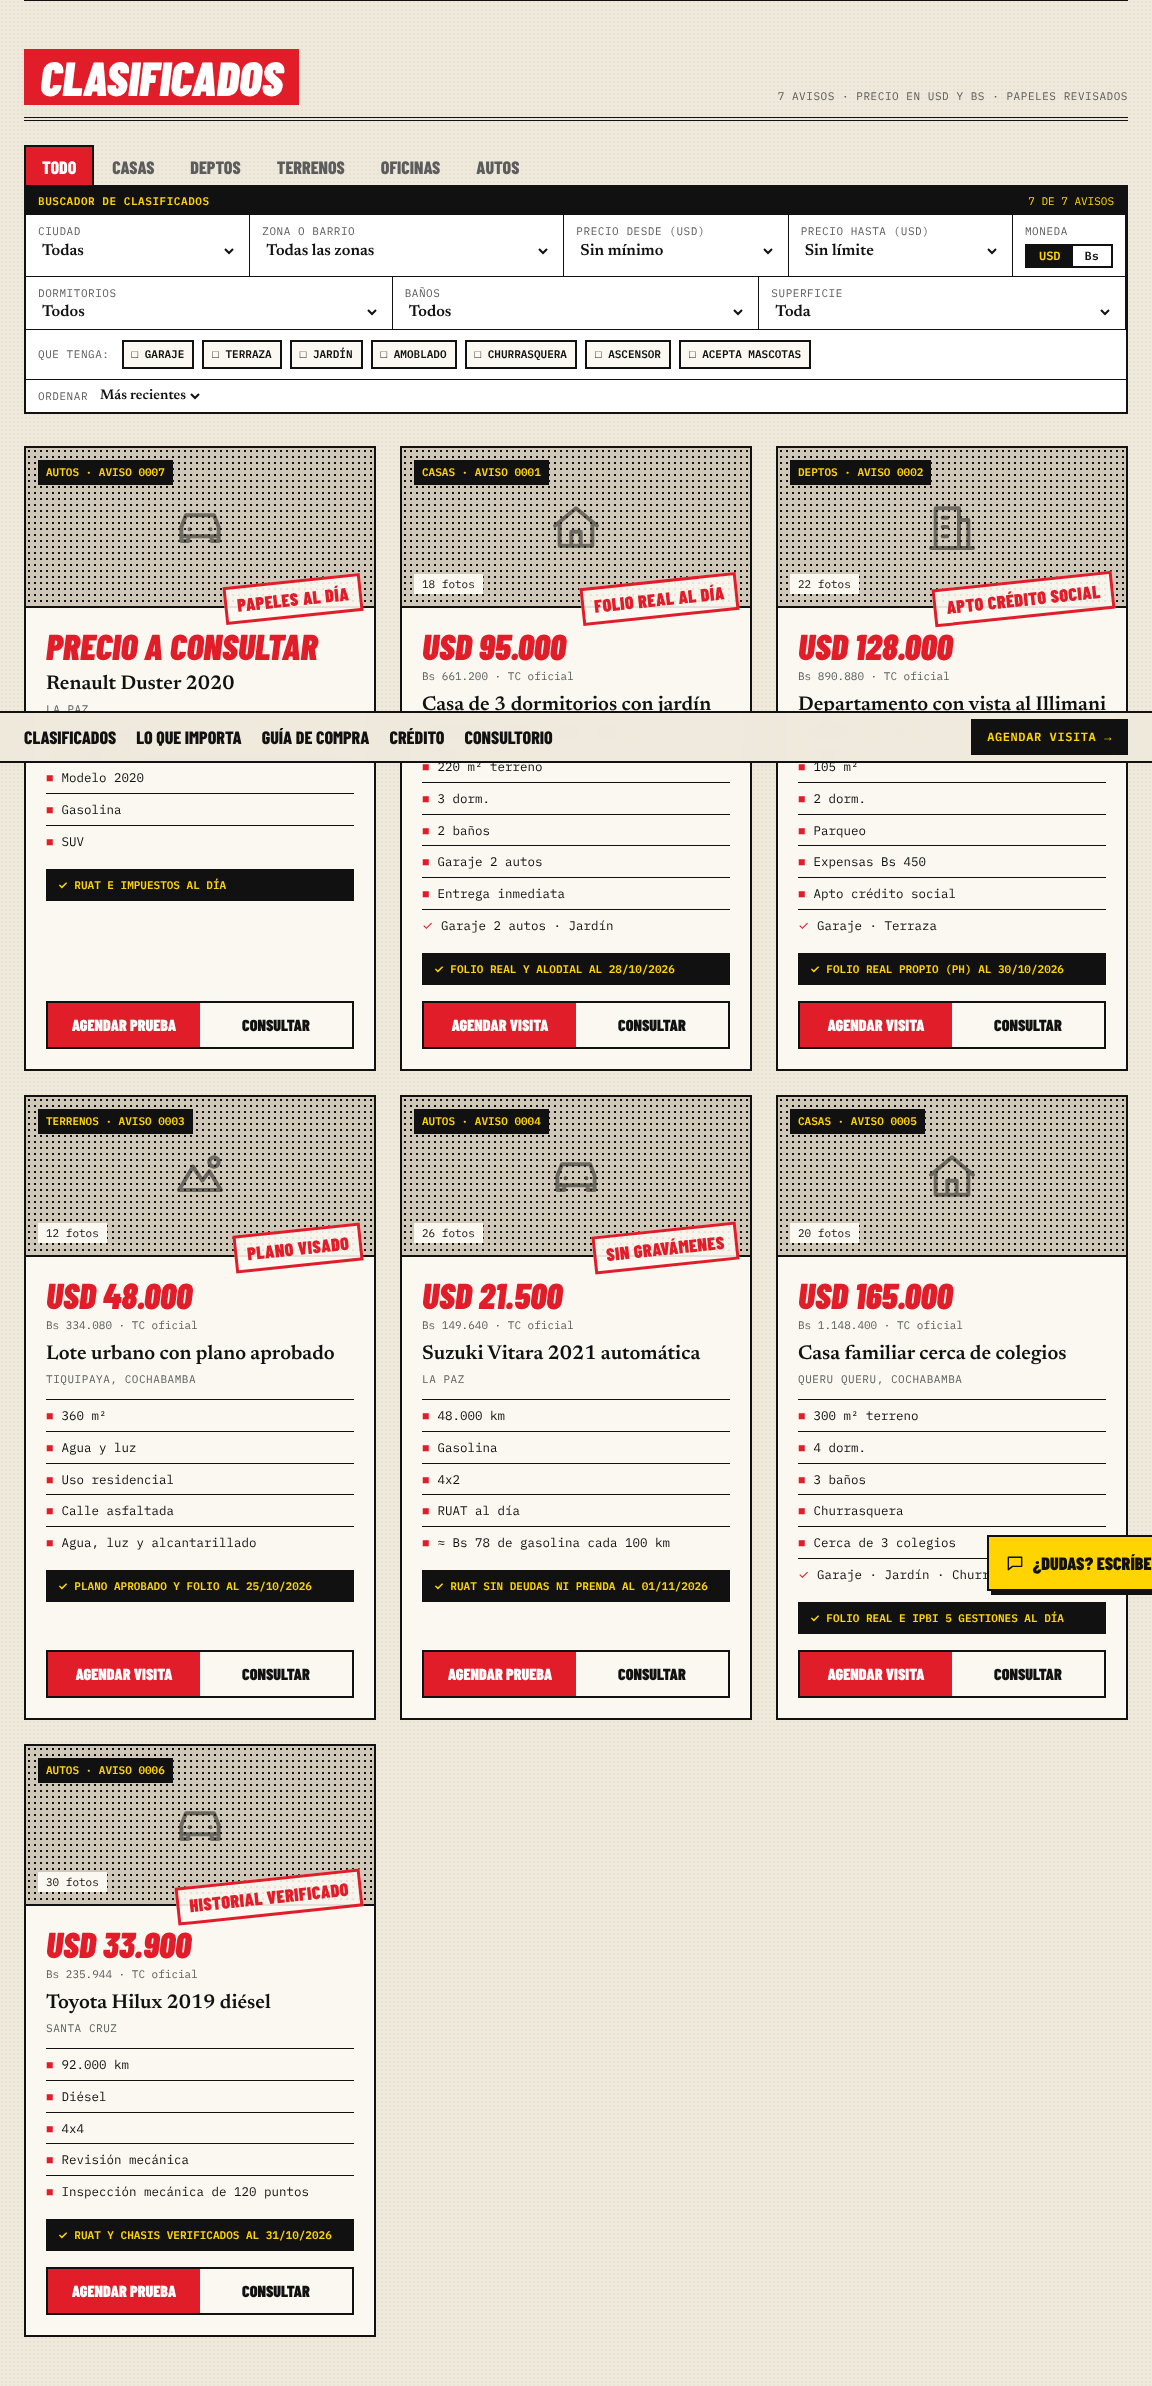 CLASIFICADOS
7 AVISOS · PRECIO EN USD Y BS · PAPELES REVISADOS
TODO CASAS DEPTOS TERRENOS OFICINAS AUTOS
BUSCADOR DE CLASIFICADOS 7 DE 7 AVISOS
CIUDAD ZONA O BARRIO PRECIO DESDE (USD) PRECIO HASTA (USD) MONEDA
Todas Todas las zonas Sin mínimo Sin límite USD Bs
DORMITORIOS BAÑOS SUPERFICIE
Todos Todos Toda
QUE TENGA: □ GARAJE □ TERRAZA □ JARDÍN □ AMOBLADO □ CHURRASQUERA □ ASCENSOR □ ACEPTA MASCOTAS
ORDENAR Más recientes
AUTOS · AVISO 0007
PAPELES AL DÍA
PRECIO A CONSULTAR
Renault Duster 2020
LA PAZ
CASAS · AVISO 0001
18 fotos
FOLIO REAL AL DÍA
USD 95.000
Bs 661.200 · TC oficial
Casa de 3 dormitorios con jardín
DEPTOS · AVISO 0002
22 fotos
APTO CRÉDITO SOCIAL
USD 128.000
Bs 890.880 · TC oficial
Departamento con vista al Illimani
CLASIFICADOS LO QUE IMPORTA GUÍA DE COMPRA CRÉDITO CONSULTORIO AGENDAR VISITA →
■ Modelo 2020
■ Gasolina
■ SUV
✓ RUAT E IMPUESTOS AL DÍA
AGENDAR PRUEBA CONSULTAR
■ 220 m² terreno
■ 3 dorm.
■ 2 baños
■ Garaje 2 autos
■ Entrega inmediata
✓ Garaje 2 autos · Jardín
✓ FOLIO REAL Y ALODIAL AL 28/10/2026
AGENDAR VISITA CONSULTAR
■ 105 m²
■ 2 dorm.
■ Parqueo
■ Expensas Bs 450
■ Apto crédito social
✓ Garaje · Terraza
✓ FOLIO REAL PROPIO (PH) AL 30/10/2026
AGENDAR VISITA CONSULTAR
TERRENOS · AVISO 0003
12 fotos
PLANO VISADO
USD 48.000
Bs 334.080 · TC oficial
Lote urbano con plano aprobado
TIQUIPAYA, COCHABAMBA
■ 360 m²
■ Agua y luz
■ Uso residencial
■ Calle asfaltada
■ Agua, luz y alcantarillado
✓ PLANO APROBADO Y FOLIO AL 25/10/2026
AGENDAR VISITA CONSULTAR
AUTOS · AVISO 0004
26 fotos
SIN GRAVÁMENES
USD 21.500
Bs 149.640 · TC oficial
Suzuki Vitara 2021 automática
LA PAZ
■ 48.000 km
■ Gasolina
■ 4x2
■ RUAT al día
■ ≈ Bs 78 de gasolina cada 100 km
✓ RUAT SIN DEUDAS NI PRENDA AL 01/11/2026
AGENDAR PRUEBA CONSULTAR
CASAS · AVISO 0005
20 fotos
USD 165.000
Bs 1.148.400 · TC oficial
Casa familiar cerca de colegios
QUERU QUERU, COCHABAMBA
■ 300 m² terreno
■ 4 dorm.
■ 3 baños
■ Churrasquera
■ Cerca de 3 colegios
✓ Garaje · Jardín · Churr
¿DUDAS? ESCRÍBE
✓ FOLIO REAL E IPBI 5 GESTIONES AL DÍA
AGENDAR VISITA CONSULTAR
AUTOS · AVISO 0006
30 fotos
HISTORIAL VERIFICADO
USD 33.900
Bs 235.944 · TC oficial
Toyota Hilux 2019 diésel
SANTA CRUZ
■ 92.000 km
■ Diésel
■ 4x4
■ Revisión mecánica
■ Inspección mecánica de 120 puntos
✓ RUAT Y CHASIS VERIFICADOS AL 31/10/2026
AGENDAR PRUEBA CONSULTAR